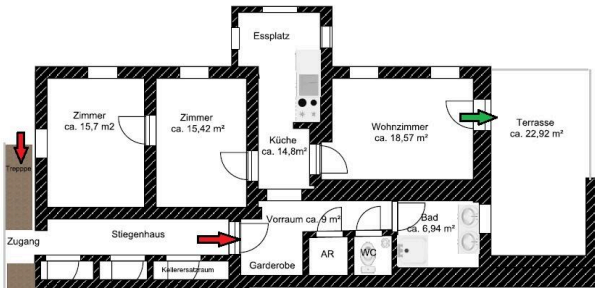 Essplatz
Zimmer
ca. 15,7 m2
Zimmer
ca. 15,42 m²
Küche
ca. 14,8m²
Wohnzimmer
ca. 18,57 m²
Terrasse
ca. 22,92 m²
Treppe
Zugang
Stiegenhaus
Vorraum ca. 9 m²
Bad
ca. 6,94 m²
Garderobe
AR
WC
Kellerersatzraum